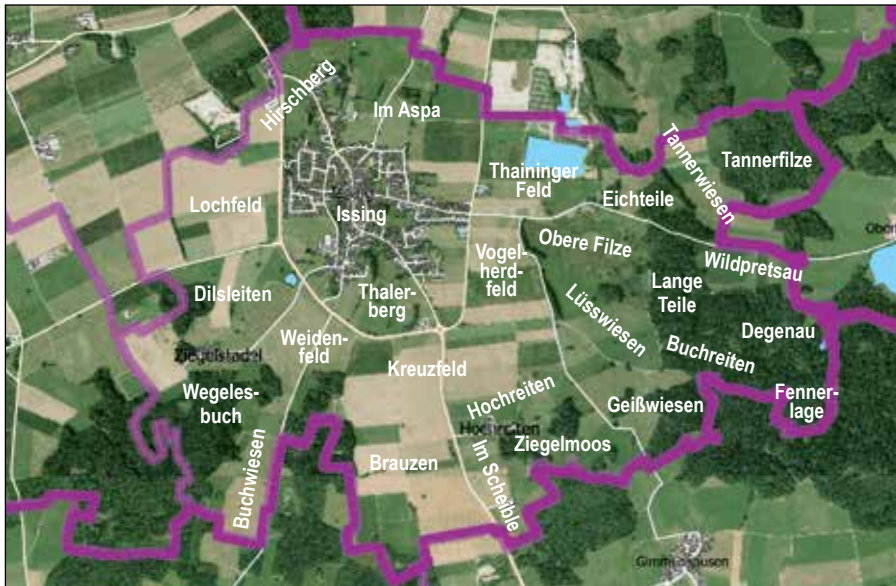 Hirschberg
Im Aspa
Tannerwiesen
Tannerfilze
Thaininger
Feld
Eichteile
Lochfeld
Issing
Obere Filze
Vogel-
herd-
feld
Wildpretsau
Dilsleiten
Thaler-
berg
Lange
Teile
Lüsswiesen
Degenau
Weiden-
feld
Ziegelstadel
Buchreiten
Kreuzfeld
Wegeles-
buch
Hochreiten
Geißwiesen
Fenner-
lage
Hochreiten
Ziegelmoos
Brauzen
Im Scheible
Buchwiesen